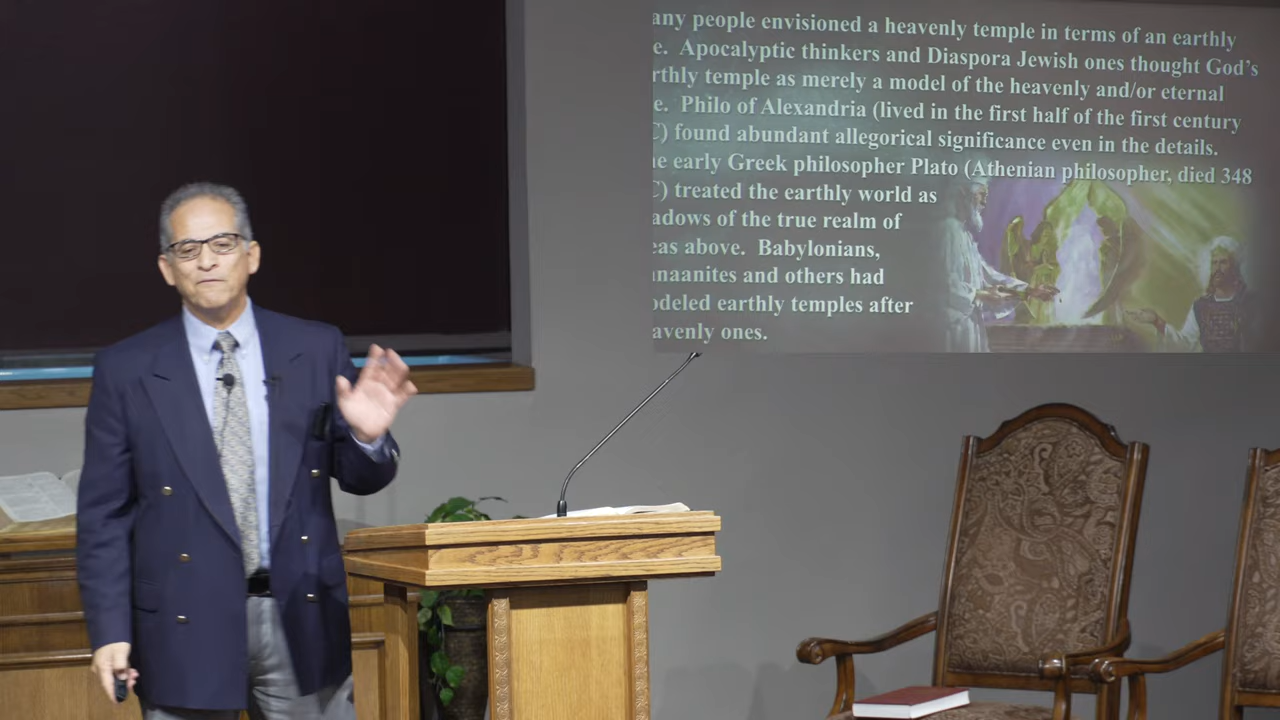 any people envisioned a heavenly temple in terms of an earthly
e. Apocalyptic thinkers and Diaspora Jewish ones thought God's
rthly temple as merely a model of the heavenly and/or eternal
e. Philo of Alexandria (lived in the first half of the first century
C) found abundant allegorical significance even in the details.
e early Greek philosopher Plato (Athenian philosopher, died 348
C) treated the earthly world as
adows of the true realm of
eas above. Babylonians,
naanites and others had
odeled earthly temples after
avenly ones.